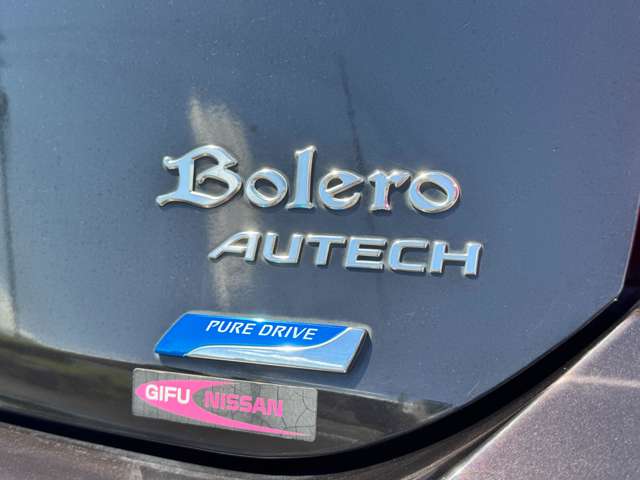 Bolero
AUTECH
PURE DRIVE
GiFU NISSAN